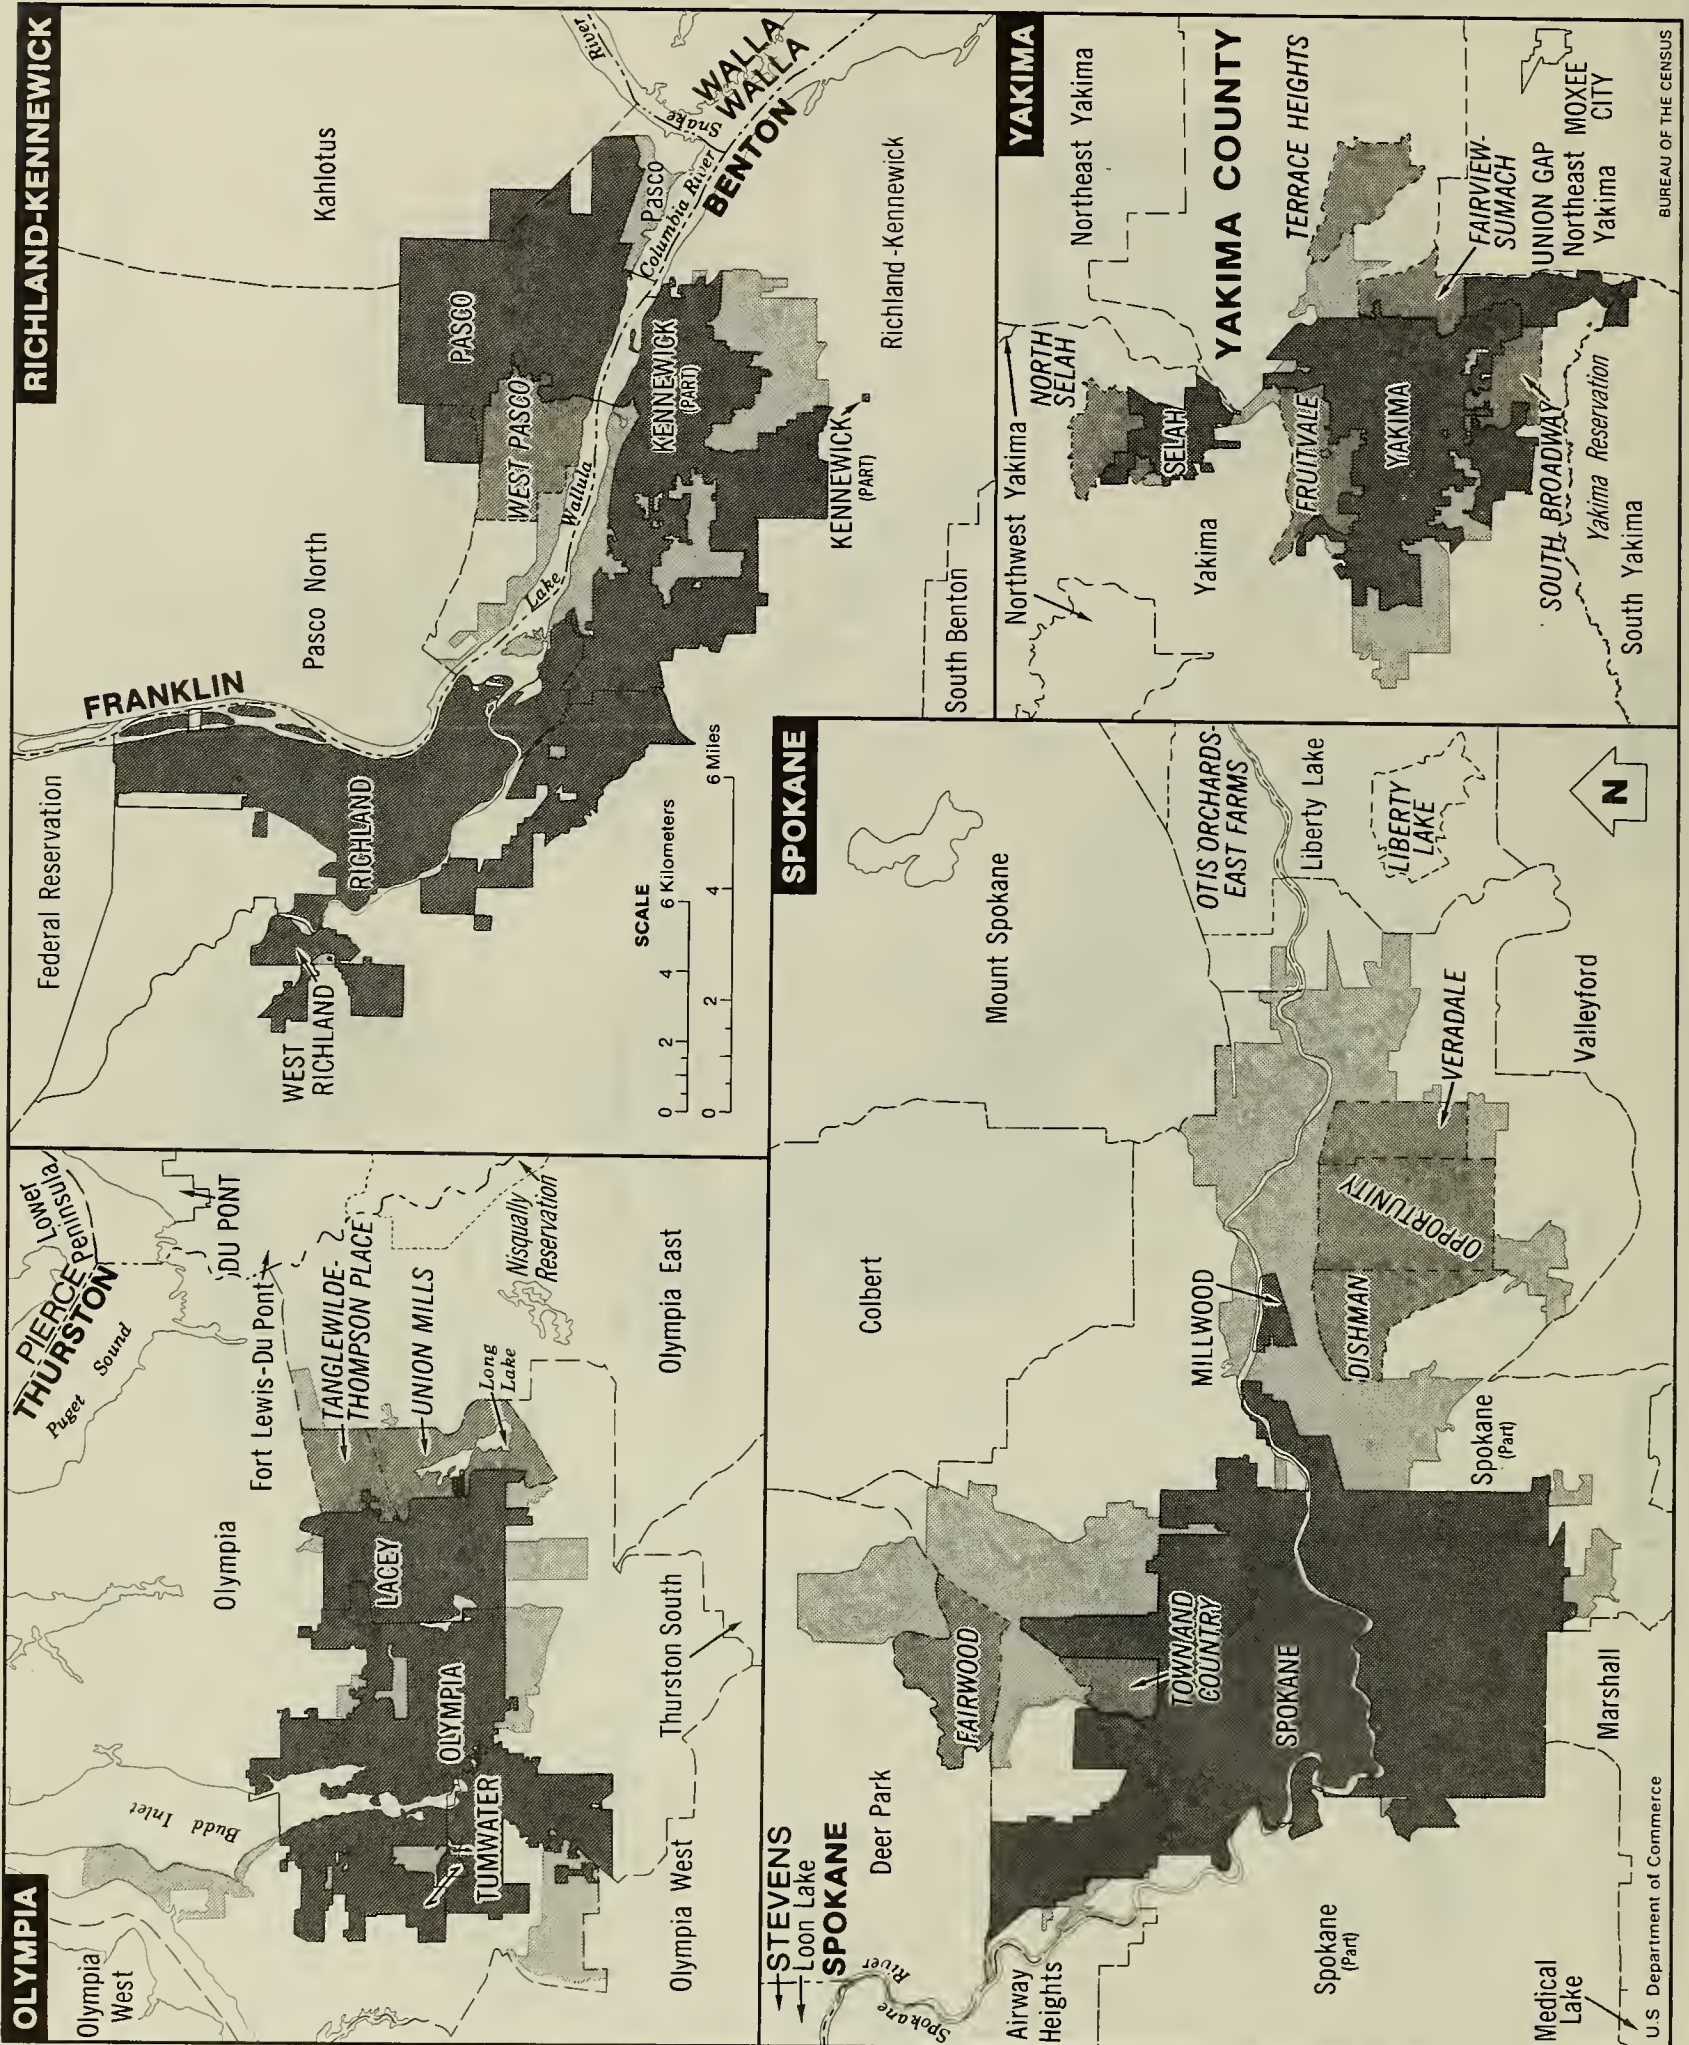 OLYMPIA
Olympia
West
Budd Inlet
PIERCE
THURSTON
Puget Sound
Lower
Peninsula
DU PONT
Fort Lewis-Du Pont
TANGLEWILDE-
THOMPSON PLACE
UNION MILLS
Long
Lake
Nisqually
Reservation
Olympia East
Olympia
LACEY
OLYMPIA
TUMWATER
Thurston South
Olympia West
RICHLAND-KENNEWICK
Federal Reservation
FRANKLIN
Pasco North
Kahlotus
River
Snake
WALLA
WALLA
BENTON
PASCO
WEST PASCO
Pasco
Columbia River
Lake Wallula
KENNEWICK
(PART)
KENNEWICK
(PART)
Richland-Kennewick
RICHLAND
WEST
RICHLAND
South Benton
SCALE
0 2 4 6 Kilometers
0 2 4 6 Miles
SPOKANE
STEVENS
Loon Lake
SPOKANE
Spokane River
Deer Park
Colbert
Mount Spokane
FAIRWOOD
TOWN AND
COUNTRY
SPOKANE
MILLWOOD
DISHMAN
OPPORTUNITY
VERADALE
OTIS ORCHARDS-
EAST FARMS
Liberty Lake
LIBERTY
LAKE
Valleyford
Spokane
(Part)
Marshall
Airway
Heights
Spokane
(Part)
Medical
Lake
N
U.S Department of Commerce
YAKIMA
Northwest Yakima
NORTH
SELAH
Northeast Yakima
YAKIMA COUNTY
TERRACE HEIGHTS
SELAH
FRUITVALE
YAKIMA
Yakima
FAIRVIEW-
SUMACH
UNION GAP
Northeast
Yakima
MOXEE
CITY
SOUTH BROADWAY
Yakima Reservation
South Yakima
BUREAU OF THE CENSUS